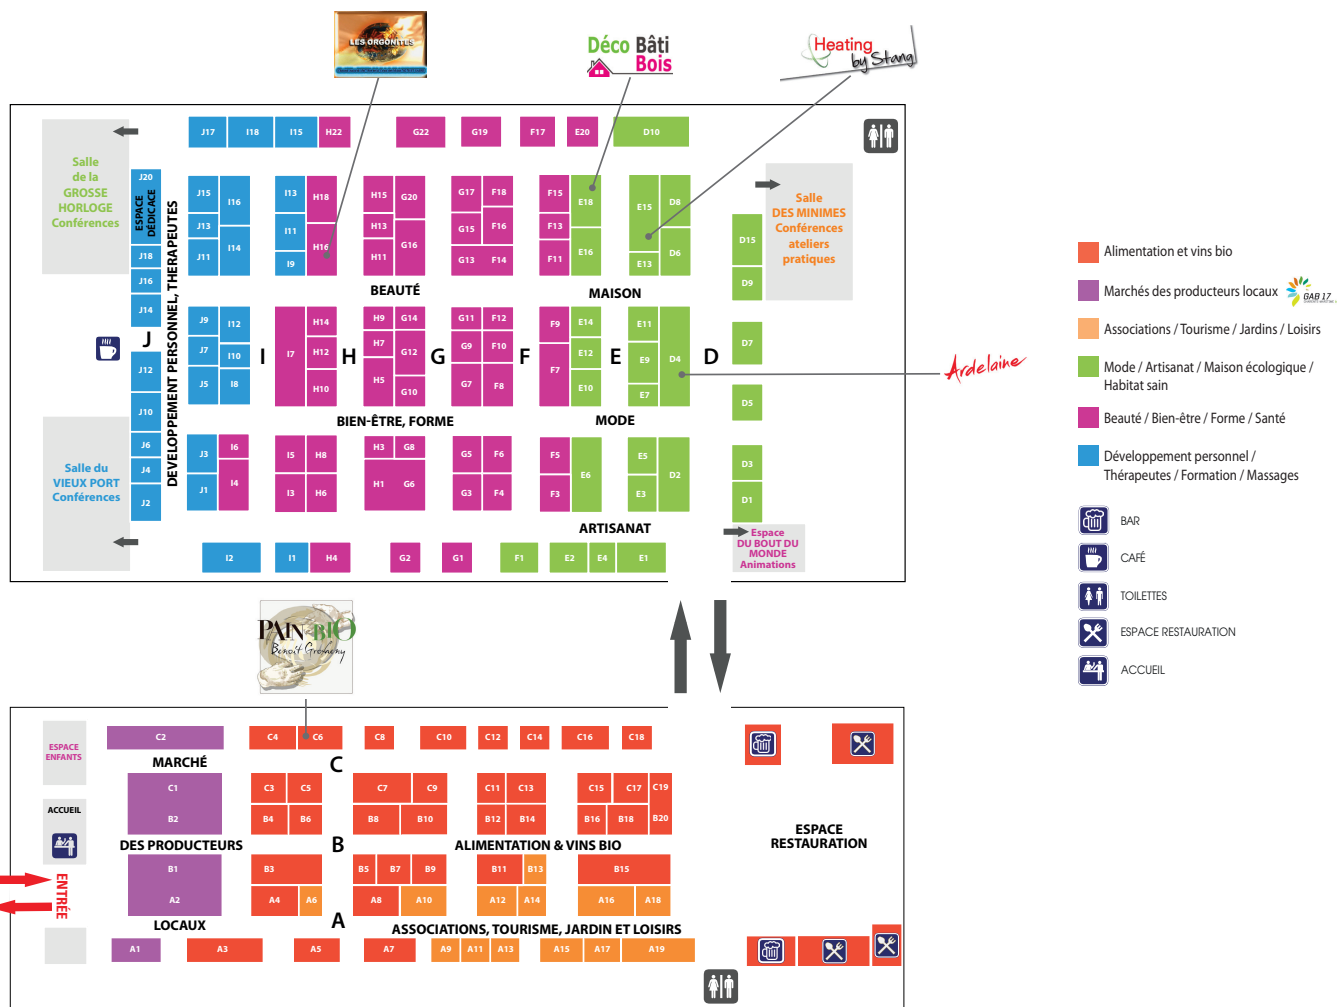 LES ORGONITES
Déco Bâti
Bois
Heating
by Stang
Salle
de la
GROSSE
HORLOGE
Conférences
J17
I18
I15
H22
G22
G19
F17
E20
D10
J20
ESPACE
DÉDICACE
J18
J16
J14
J15
J13
J11
I16
I14
I13
I11
I9
H18
H16
H15
H13
H11
G20
G16
G17
G15
G13
F18
F16
F14
F15
F13
F11
E18
E16
E15
E13
D8
D6
D15
D9
Salle
DES MINIMES
Conférences
ateliers
pratiques
BEAUTÉ
MAISON
DEVELOPPEMENT PERSONNEL, THERAPEUTES
J
I
H
G
F
E
D
J12
J10
J6
J4
J2
J9
J7
J5
I12
I10
I8
I7
H14
H12
H10
H9
H7
H5
G14
G12
G10
G11
G9
G7
F12
F10
F8
F9
F7
E14
E12
E10
E11
E9
E7
D4
D7
D5
Ardelaine
BIEN-ÊTRE, FORME
MODE
Salle du
VIEUX PORT
Conférences
J3
J1
I6
I4
I5
I3
H8
H6
H3
G8
H1
G6
G5
G3
F6
F4
F5
F3
E6
E5
E3
D2
D3
D1
ARTISANAT
I2
I1
H4
G2
G1
F1
E2
E4
E1
Espace
DU BOUT DU
MONDE
Animations
Alimentation et vins bio
Marchés des producteurs locaux
GAB 17
Associations / Tourisme / Jardins / Loisirs
Mode / Artisanat / Maison écologique /
Habitat sain
Beauté / Bien-être / Forme / Santé
Développement personnel /
Thérapeutes / Formation / Massages
BAR
CAFÉ
TOILETTES
ESPACE RESTAURATION
ACCUEIL
PAIN BIO
Benoît Gremeny
ESPACE
ENFANTS
C2
C4
C6
C8
C10
C12
C14
C16
C18
MARCHÉ
C
ACCUEIL
C1
B2
C3
C5
B4
B6
C7
C9
B8
B10
C11
C13
B12
B14
C15
C17
C19
B16
B18
B20
DES PRODUCTEURS
B
ALIMENTATION & VINS BIO
ESPACE
RESTAURATION
ENTRÉE
B1
A2
B3
A4
A6
B5
B7
B9
A8
A10
B11
B13
A12
A14
B15
A16
A18
LOCAUX
A
ASSOCIATIONS, TOURISME, JARDIN ET LOISIRS
A1
A3
A5
A7
A9
A11
A13
A15
A17
A19